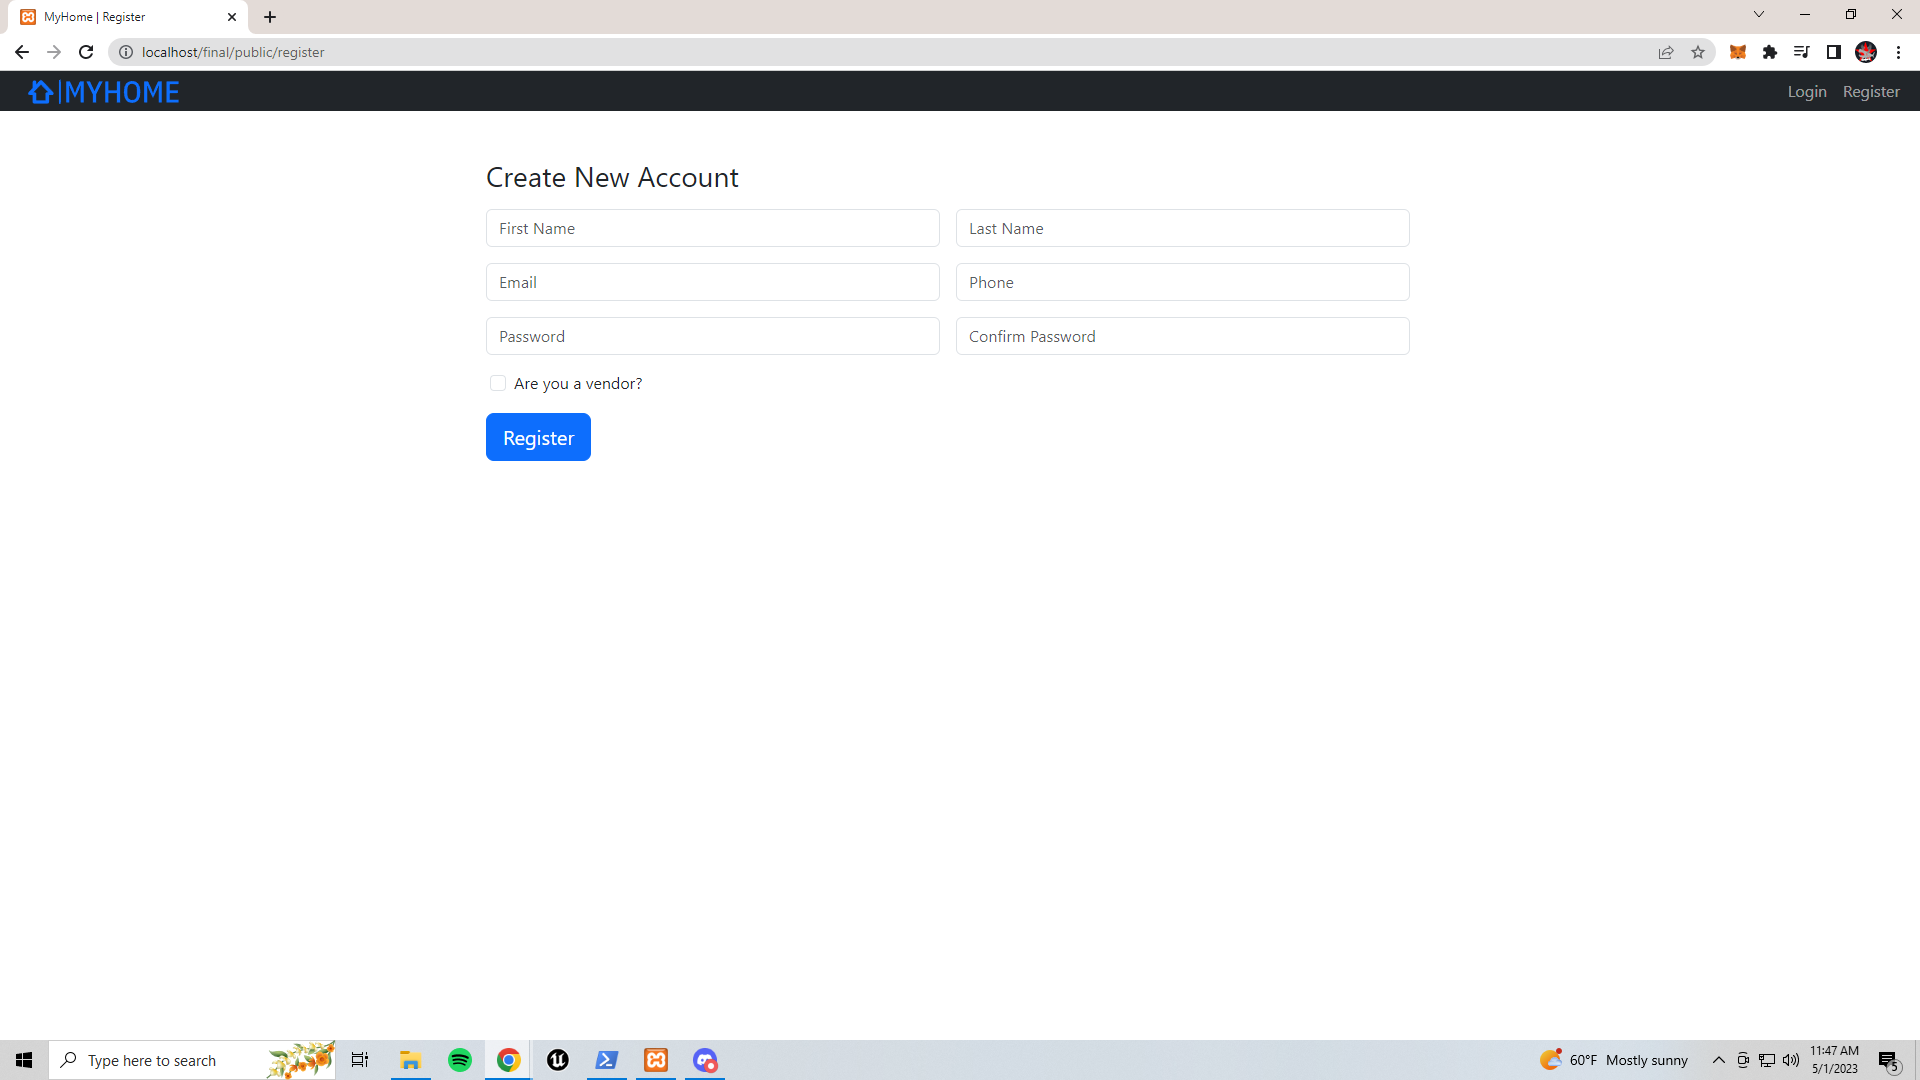 MyHome | Register
localhost/final/public/register
|MYHOME
Login
Register
Create New Account
First Name
Last Name
Email
Phone
Password
Confirm Password
Are you a vendor?
Register
Type here to search
60°F Mostly sunny
11:47 AM
5/1/2023
5